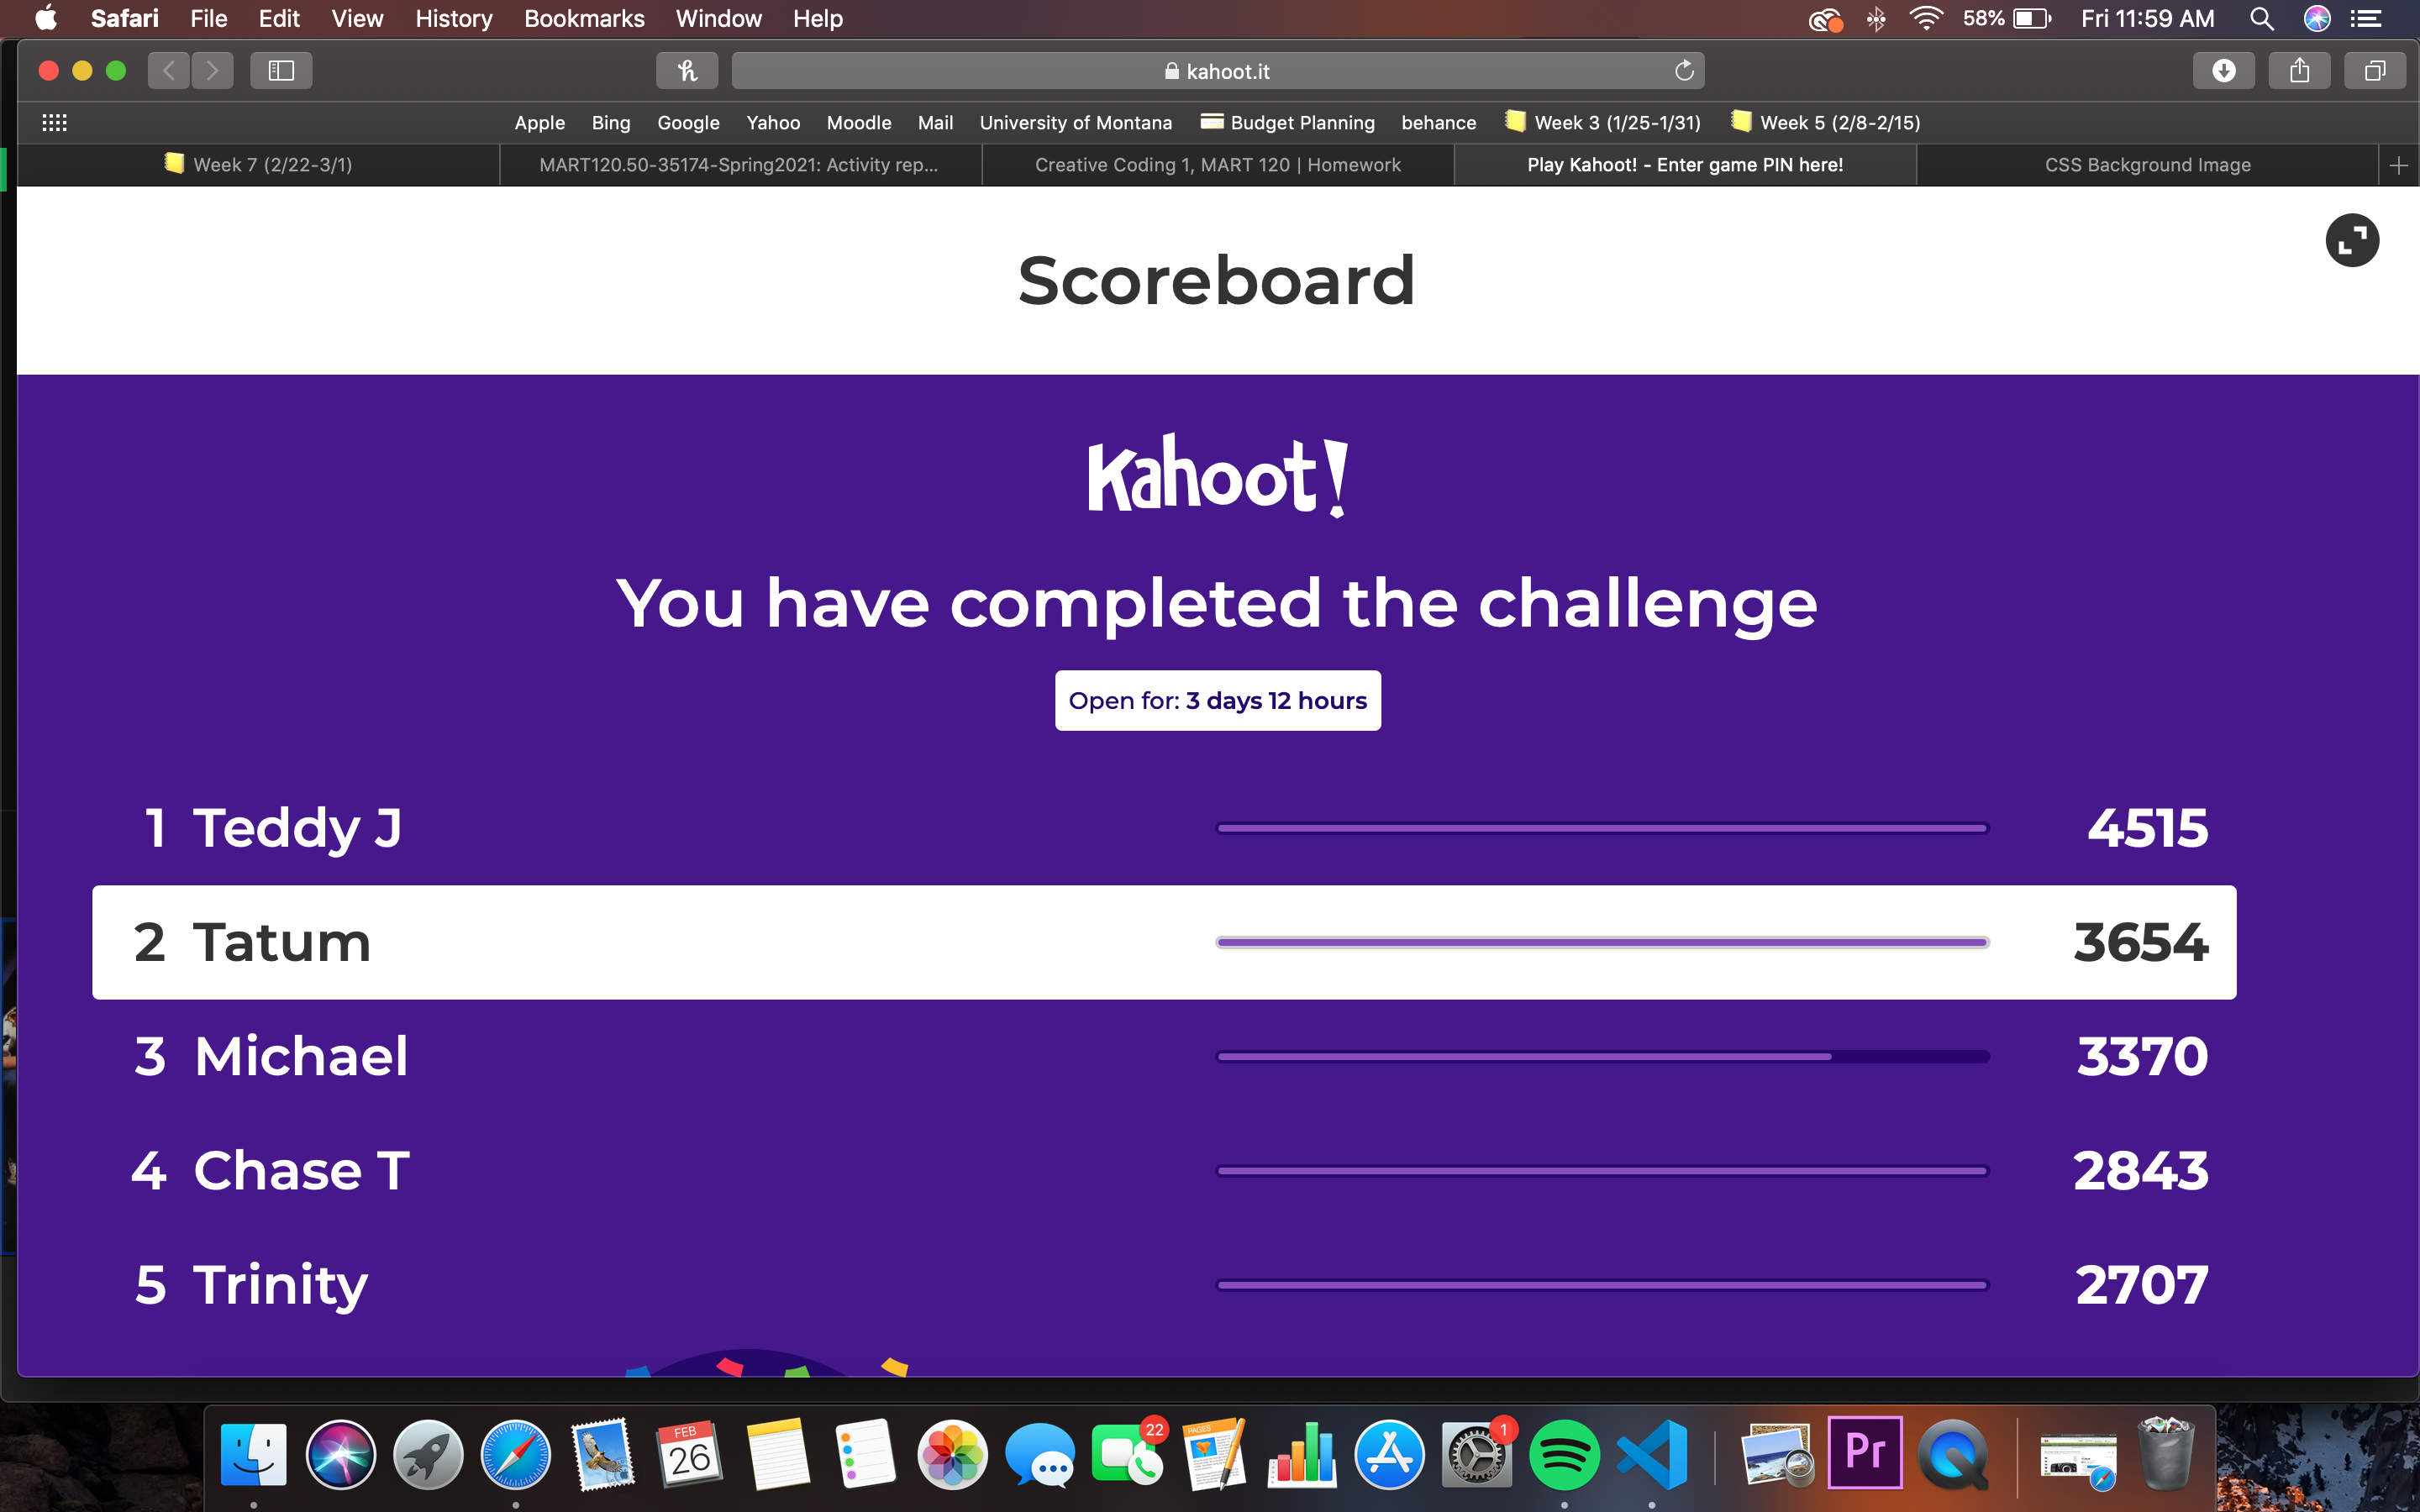 Safari File Edit View History Bookmarks Window Help 58% Fri 11:59 AM
kahoot.it
Apple Bing Google Yahoo Moodle Mail University of Montana Budget Planning behance Week 3 (1/25-1/31) Week 5 (2/8-2/15)
Week 7 (2/22-3/1) MART120.50-35174-Spring2021: Activity rep... Creative Coding 1, MART 120 | Homework Play Kahoot! - Enter game PIN here! CSS Background Image
Scoreboard
Kahoot!
You have completed the challenge
Open for: 3 days 12 hours
1 Teddy J 4515
2 Tatum 3654
3 Michael 3370
4 Chase T 2843
5 Trinity 2707
FEB
26
22
PAGES
1
Pr